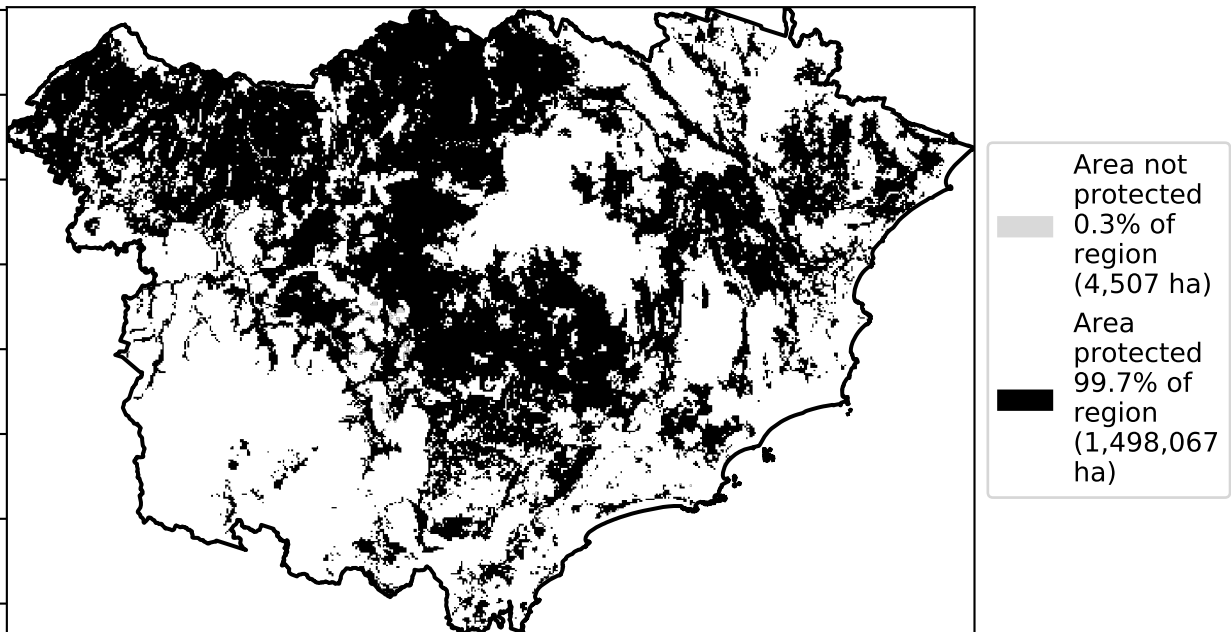 Area not
protected
0.3% of
region
(4,507 ha)
Area
protected
99.7% of
region
(1,498,067
ha)